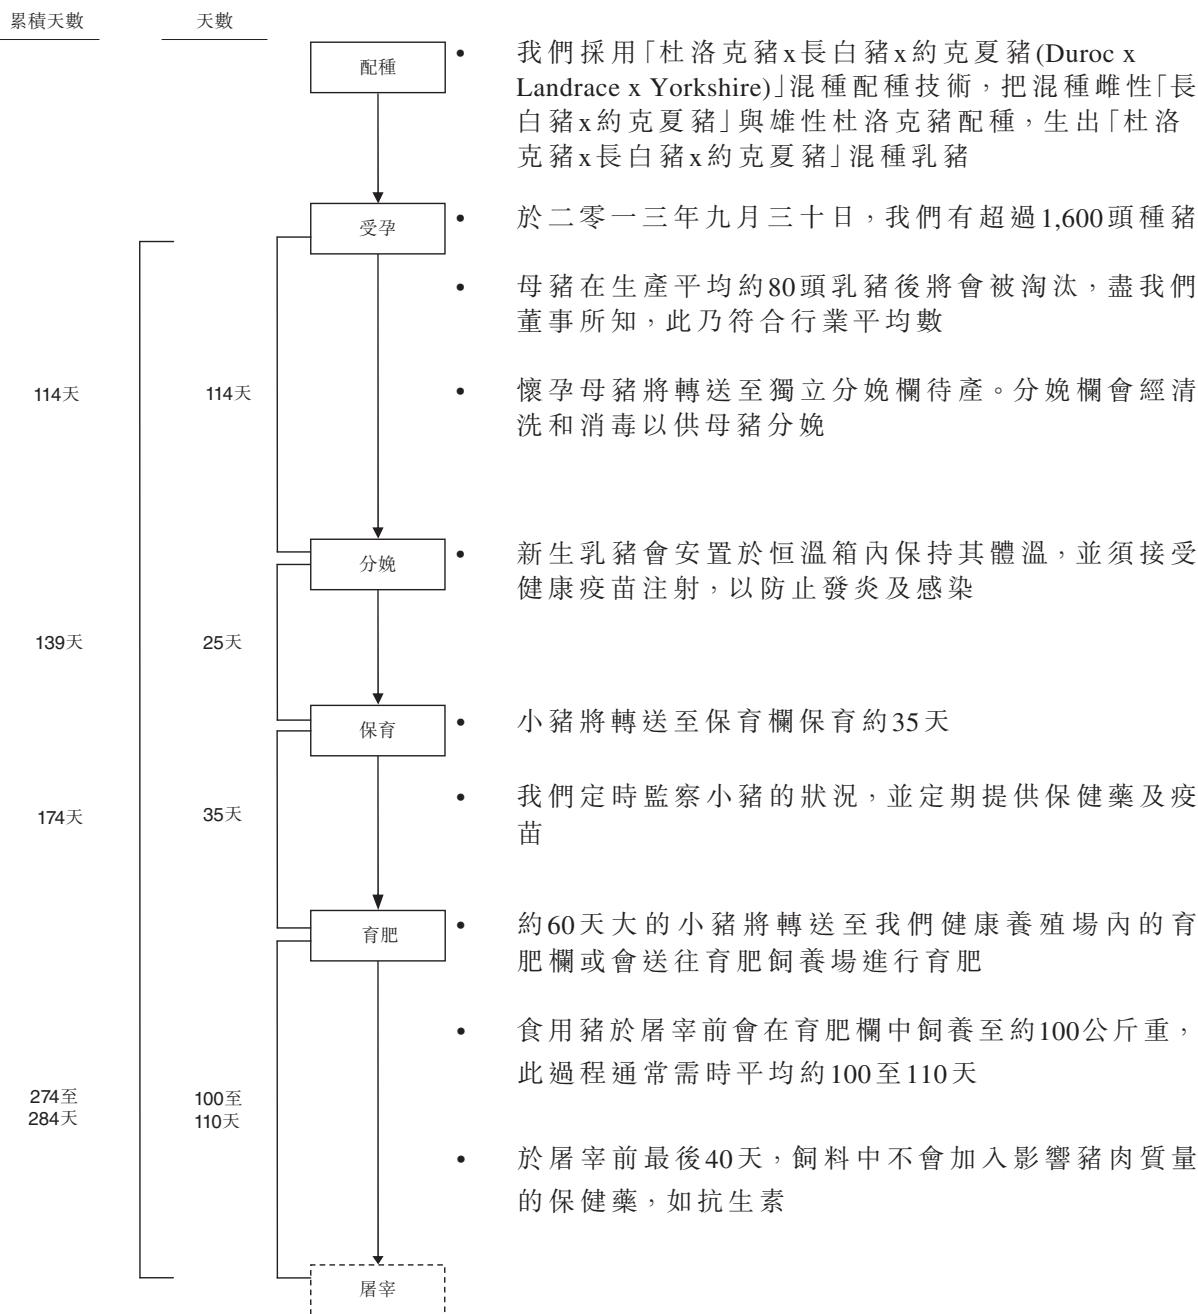 累積天數
天數
配種
• 我們採用「杜洛克豬x長白豬x約克夏豬(Duroc x
Landrace x Yorkshire)」混種配種技術，把混種雌性「長
白豬x約克夏豬」與雄性杜洛克豬配種，生出「杜洛
克豬x長白豬x約克夏豬」混種乳豬
受孕
• 於二零一三年九月三十日，我們有超過1,600頭種豬
• 母豬在生產平均約80頭乳豬後將會被淘汰，盡我們
董事所知，此乃符合行業平均數
114天
114天
• 懷孕母豬將轉送至獨立分娩欄待產。分娩欄會經清
洗和消毒以供母豬分娩
分娩
• 新生乳豬會安置於恒溫箱內保持其體溫，並須接受
健康疫苗注射，以防止發炎及感染
139天
25天
保育
• 小豬將轉送至保育欄保育約35天
174天
35天
• 我們定時監察小豬的狀況，並定期提供保健藥及疫
苗
育肥
• 約60天大的小豬將轉送至我們健康養殖場內的育
肥欄或會送往育肥飼養場進行育肥
• 食用豬於屠宰前會在育肥欄中飼養至約100公斤重，
此過程通常需時平均約100至110天
274至
284天
100至
110天
• 於屠宰前最後40天，飼料中不會加入影響豬肉質量
的保健藥，如抗生素
屠宰